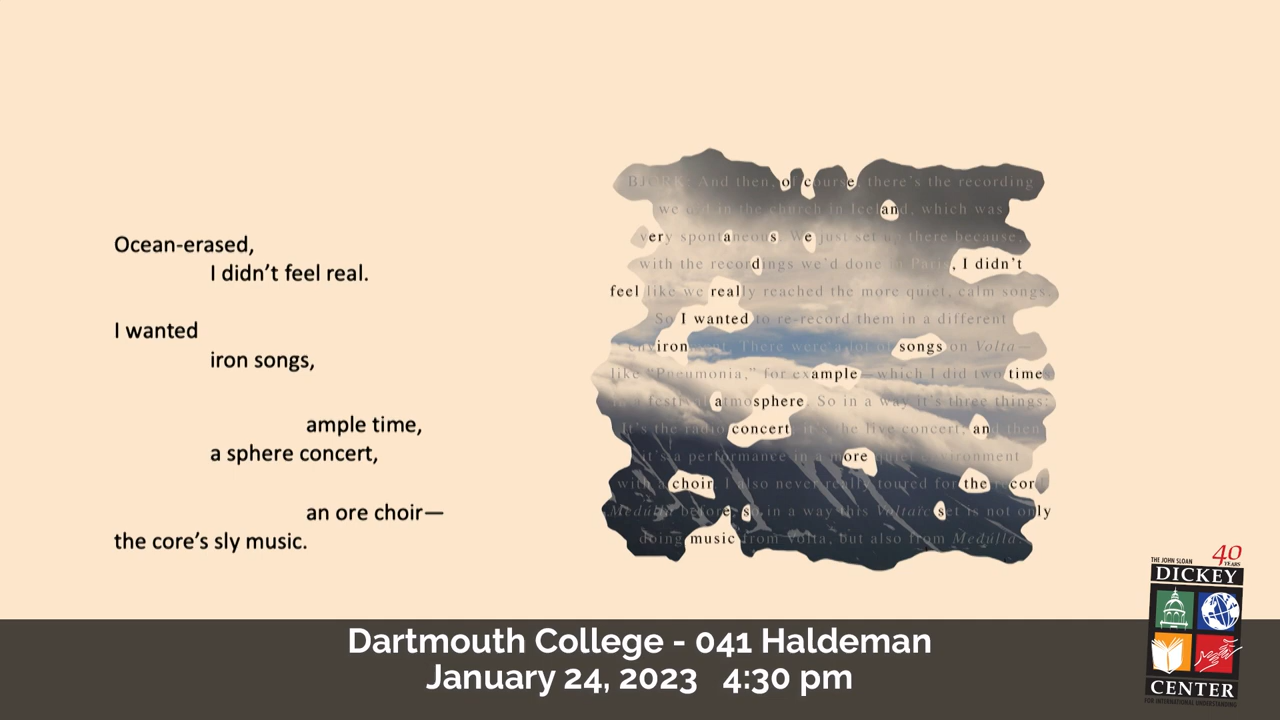 Ocean-erased,
I didn’t feel real.
I wanted
iron songs,
ample time,
a sphere concert,
an ore choir—
the core’s sly music.
BJÖRK: And then, of course, there’s the recording
we did in the church in Iceland, which was
very spontaneous. We just set up there because,
with the recordings we’d done in Paris, I didn’t
feel like we really reached the more quiet, calm songs.
So I wanted to re-record them in a different
environment. There were a lot of songs on Volta—
like “Pneumonia,” for example—which I did two times
in a festival atmosphere. So in a way it’s three things:
It’s the radio concert, it’s the live concert, and then
it’s a performance in a more quiet environment
with a choir. I also never really toured for the record
Medúlla before, so in a way this Voltaïc set is not only
doing music from Volta, but also from Medúlla.
Dartmouth College - 041 Haldeman
January 24, 2023 4:30 pm
40
YEARS
THE JOHN SLOAN
DICKEY
CENTER
FOR INTERNATIONAL UNDERSTANDING